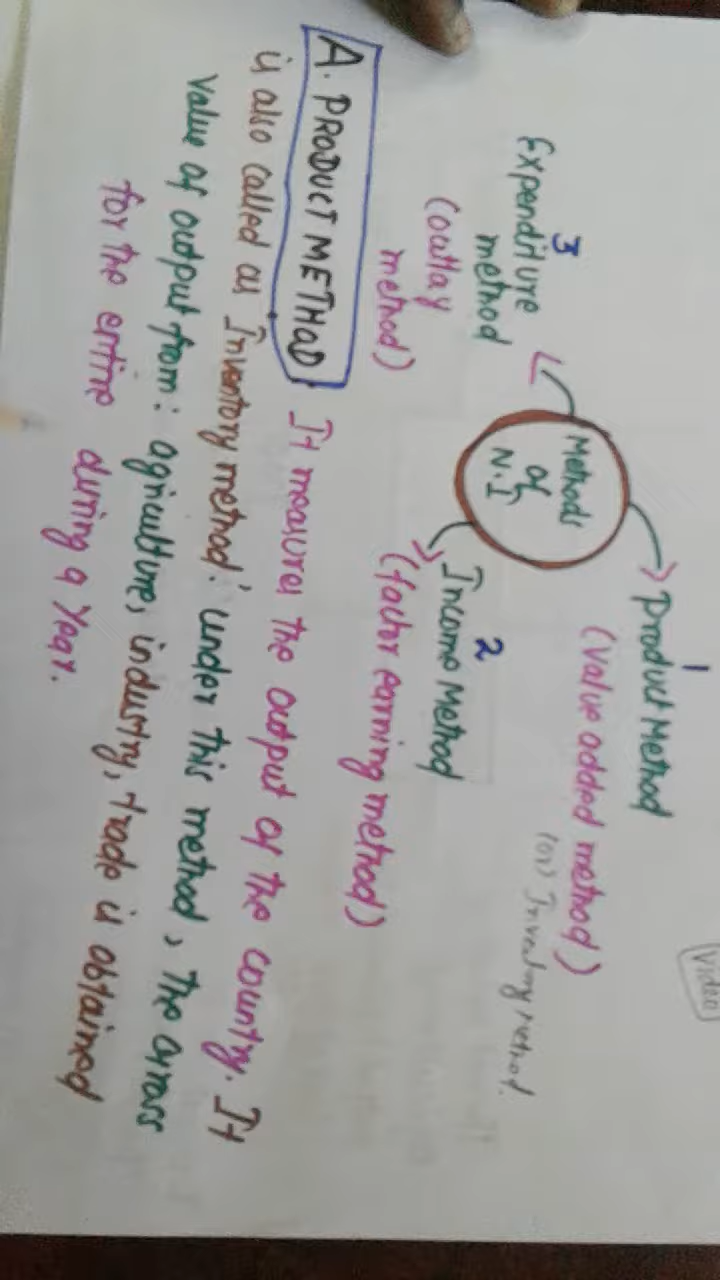 Video
1
Product Method
(Value added method)
(or) Inventory method.
Methods
of
N.I
3
Expenditure
method
(outlay
method)
2
Income Method
(factor earning method)
A. PRODUCT METHOD It measures the output of the country. It
is also called as Inventory method. under this method, the gross
value of output from: agriculture, industry, trade is obtained
for the entire during a year.